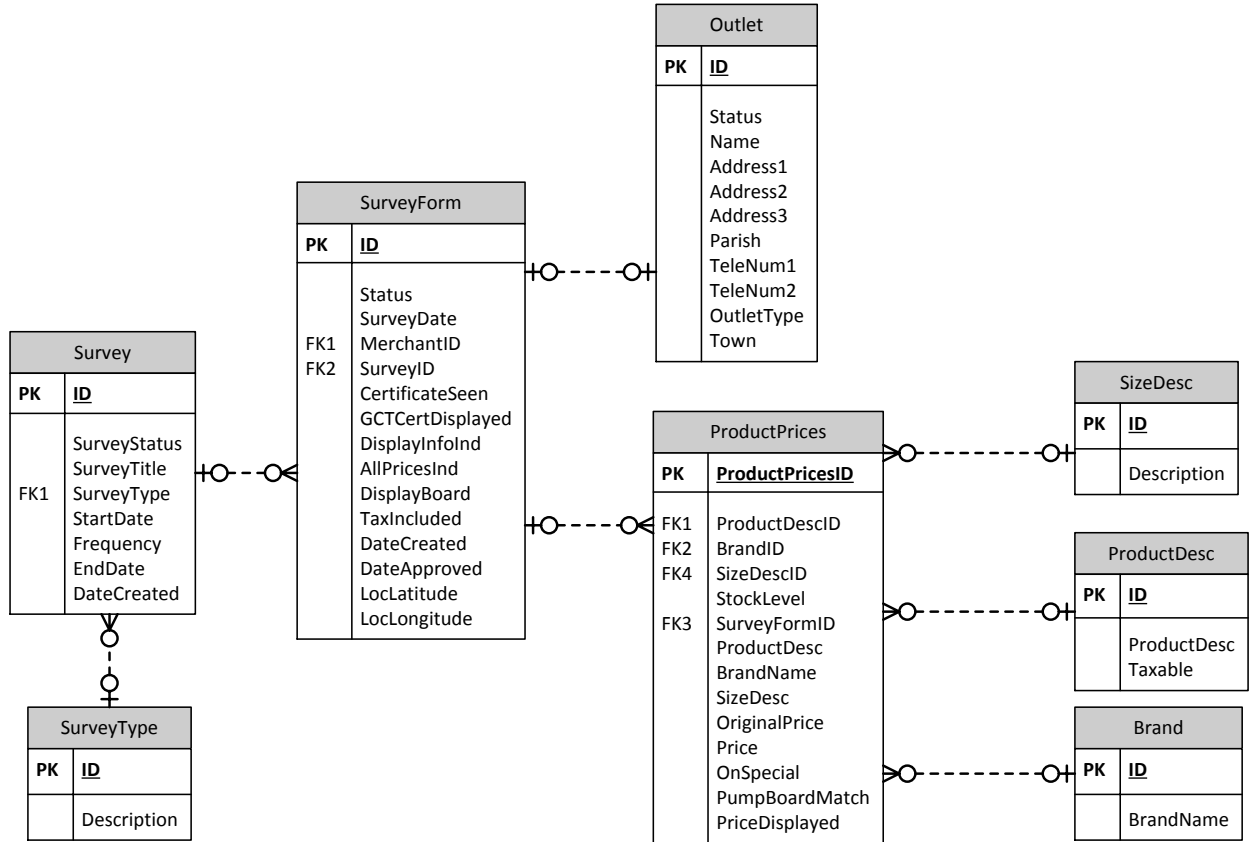 Outlet
PK ID
Status
Name
Address1
Address2
Address3
Parish
TeleNum1
TeleNum2
OutletType
Town
SurveyForm
PK ID
Status
SurveyDate
FK1 MerchantID
FK2 SurveyID
CertificateSeen
GCTCertDisplayed
DisplayInfoInd
AllPricesInd
DisplayBoard
TaxIncluded
DateCreated
DateApproved
LocLatitude
LocLongitude
Survey
PK ID
SurveyStatus
SurveyTitle
FK1 SurveyType
StartDate
Frequency
EndDate
DateCreated
SurveyType
PK ID
Description
ProductPrices
PK ProductPricesID
FK1 ProductDescID
FK2 BrandID
FK4 SizeDescID
StockLevel
FK3 SurveyFormID
ProductDesc
BrandName
SizeDesc
OriginalPrice
Price
OnSpecial
PumpBoardMatch
PriceDisplayed
SizeDesc
PK ID
Description
ProductDesc
PK ID
ProductDesc
Taxable
Brand
PK ID
BrandName